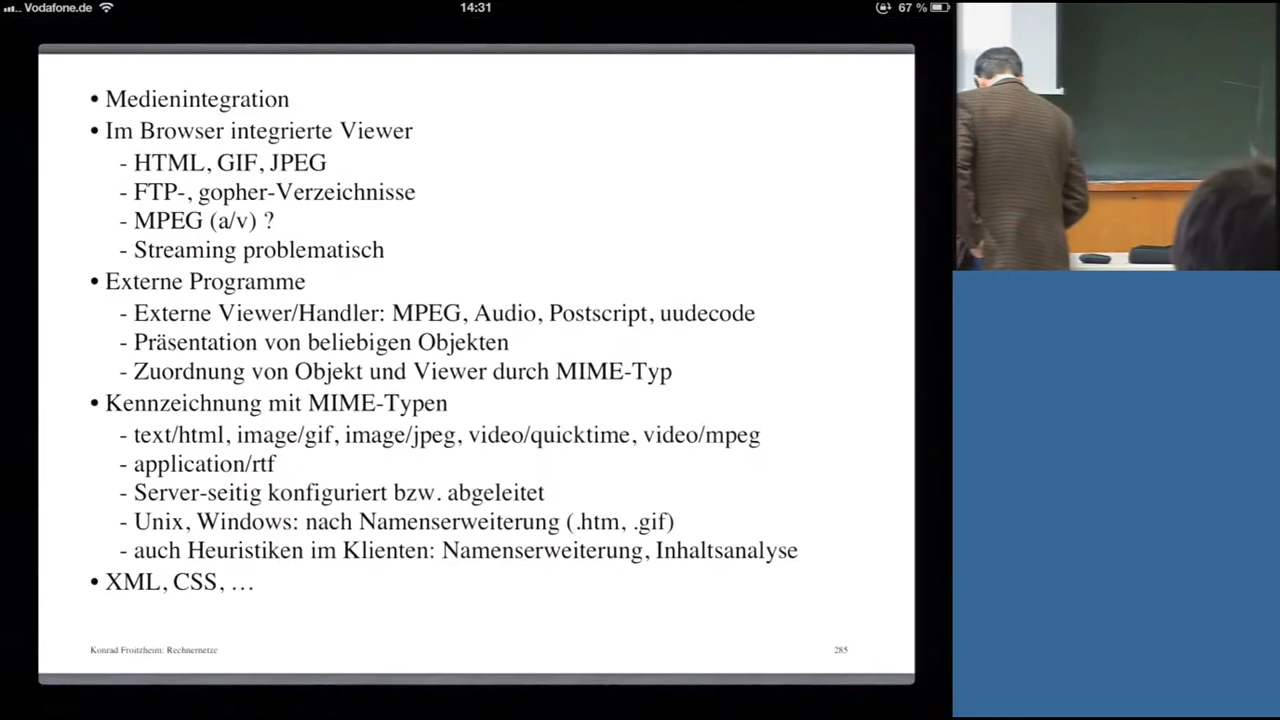 Vodafone.de
14:31
67 %
• Medienintegration
• Im Browser integrierte Viewer
- HTML, GIF, JPEG
- FTP-, gopher-Verzeichnisse
- MPEG (a/v) ?
- Streaming problematisch
• Externe Programme
- Externe Viewer/Handler: MPEG, Audio, Postscript, uudecode
- Präsentation von beliebigen Objekten
- Zuordnung von Objekt und Viewer durch MIME-Typ
• Kennzeichnung mit MIME-Typen
- text/html, image/gif, image/jpeg, video/quicktime, video/mpeg
- application/rtf
- Server-seitig konfiguriert bzw. abgeleitet
- Unix, Windows: nach Namenserweiterung (.htm, .gif)
- auch Heuristiken im Klienten: Namenserweiterung, Inhaltsanalyse
• XML, CSS, …
Konrad Froitzheim: Rechnernetze
285